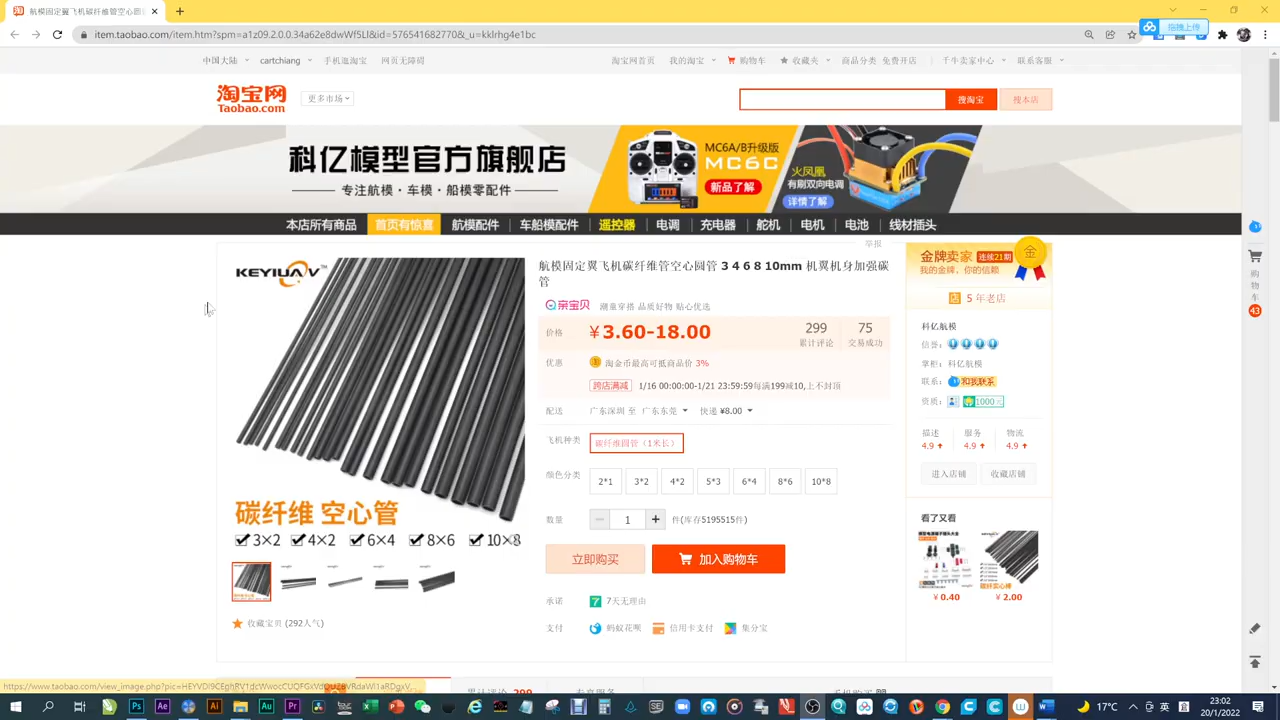 航模固定翼飞机碳纤维管空心圆
拖拽上传
中国大陆 cartchiang 手机逛淘宝 网页无障碍
淘宝网首页 我的淘宝 购物车 收藏夹 商品分类 免费开店 千牛卖家中心 联系客服
淘宝网
Taobao.com
更多市场
搜淘宝 搜本店
科亿模型官方旗舰店
专注航模·车模·船模零配件
MC6A/B升级版
MC6C
新品了解
火凤凰
有刷双向电调
详情了解
本店所有商品 首页有惊喜 航模配件 车船模配件 遥控器 电调 充电器 舵机 电机 电池 线材插头
举报
航模固定翼飞机碳纤维管空心圆管 3 4 6 8 10mm 机翼机身加强碳
管
亲宝贝 潮童穿搭 品质好物 贴心优选
价格 ¥3.60-18.00
299
累计评论
75
交易成功
优惠 淘金币最高可抵商品价 3%
跨店满减 1/16 00:00:00-1/21 23:59:59每满199减10,上不封顶
配送 广东深圳 至 广东东莞 快递 ¥8.00
飞机种类 碳纤维圆管（1米长）
颜色分类 2*1 3*2 4*2 5*3 6*4 8*6 10*8
数量 1 件(库存5195515件)
立即购买 加入购物车
承诺 7天无理由
支付 蚂蚁花呗 信用卡支付 集分宝
碳纤维 空心管
3×2 4×2 6×4 8×6 10×8
收藏宝贝 (292人气)
金牌卖家 连续21期
我的金牌，你的信赖
金
5 年老店
科亿航模
信誉：
掌柜：科亿航模
联系：和我联系
资质：1000元
描述 服务 物流
4.9 4.9 4.9
进入店铺 收藏店铺
看了又看
¥ 0.40 ¥ 2.00
购物车
43
累计评论 299 专享服务 手机购买
17°C
23:02
20/1/2022